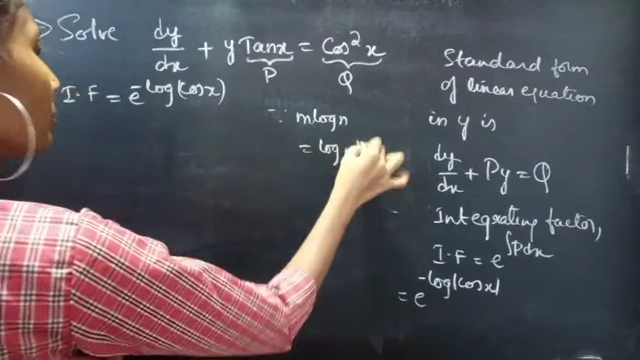 > Solve dy/dx + y Tanx = Cos²x
P Q
I.F = e^-log(cosx)
∵ mlogn
= log
Standard form
of linear equation
in y is
dy/dx + Py = Q
Integrating factor,
I.F = e^∫Pdx
= e^-log|cosx|